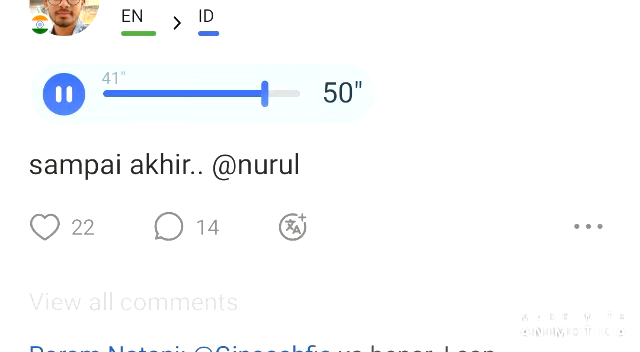 EN > ID
41"
50"
sampai akhir.. @nurul
22 14
View all comments